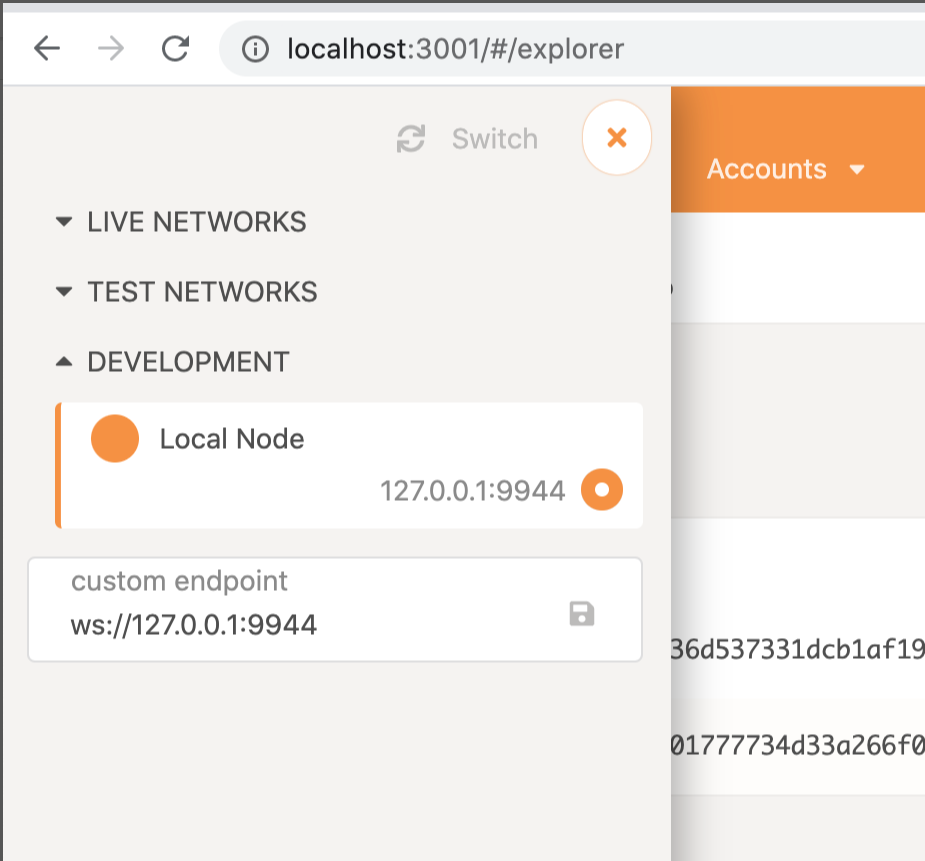 localhost:3001/#/explorer
Switch
Accounts
LIVE NETWORKS
TEST NETWORKS
DEVELOPMENT
Local Node
127.0.0.1:9944
custom endpoint
ws://127.0.0.1:9944
36d537331dcb1af19
01777734d33a266f0